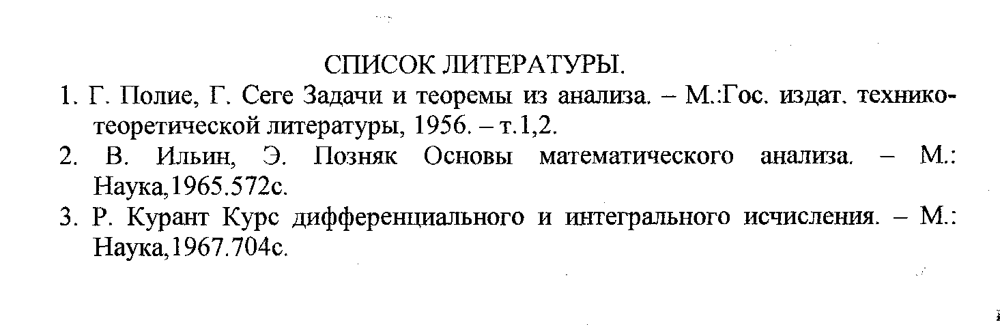 СПИСОК ЛИТЕРАТУРЫ.
1. Г. Полие, Г. Сеге Задачи и теоремы из анализа. – М.:Гос. издат. технико-
теоретической литературы, 1956. – т.1,2.
2. В. Ильин, Э. Позняк Основы математического анализа. – М.:
Наука,1965.572с.
3. Р. Курант Курс дифференциального и интегрального исчисления. – М.:
Наука,1967.704с.